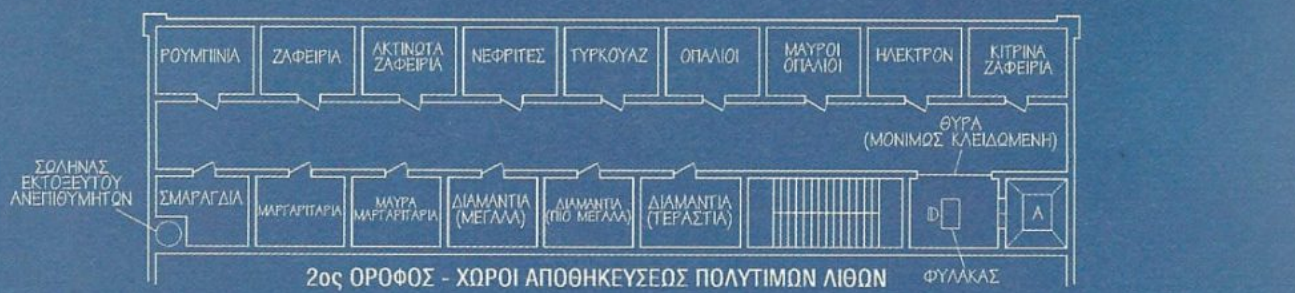 ΡΟΥΜΠΙΝΙΑ
ΖΑΦΕΙΡΙΑ
ΑΚΤΙΝΩΤΑ
ΖΑΦΕΙΡΙΑ
ΝΕΦΡΙΤΕΣ
ΤΥΡΚΟΥΑΖ
ΟΠΑΛΙΟΙ
ΜΑΥΡΟΙ
ΟΠΑΛΙΟΙ
ΗΛΕΚΤΡΟΝ
ΚΙΤΡΙΝΑ
ΖΑΦΕΙΡΙΑ
ΘΥΡΑ
(ΜΟΝΙΜΩΣ ΚΛΕΙΔΩΜΕΝΗ)
ΣΩΛΗΝΑΣ
ΕΚΤΟΞΕΥΤΟΥ
ΑΝΕΠΙΘΥΜΗΤΩΝ
ΣΜΑΡΑΓΔΙΑ
ΜΑΡΓΑΡΙΤΑΡΙΑ
ΜΑΥΡΑ
ΜΑΡΓΑΡΙΤΑΡΙΑ
ΔΙΑΜΑΝΤΙΑ
(ΜΕΓΑΛΑ)
ΔΙΑΜΑΝΤΙΑ
(ΠΙΟ ΜΕΓΑΛΑ)
ΔΙΑΜΑΝΤΙΑ
(ΤΕΡΑΣΤΙΑ)
Α
ΦΥΛΑΚΑΣ
2ος ΟΡΟΦΟΣ - ΧΩΡΟΙ ΑΠΟΘΗΚΕΥΣΕΩΣ ΠΟΛΥΤΙΜΩΝ ΛΙΘΩΝ